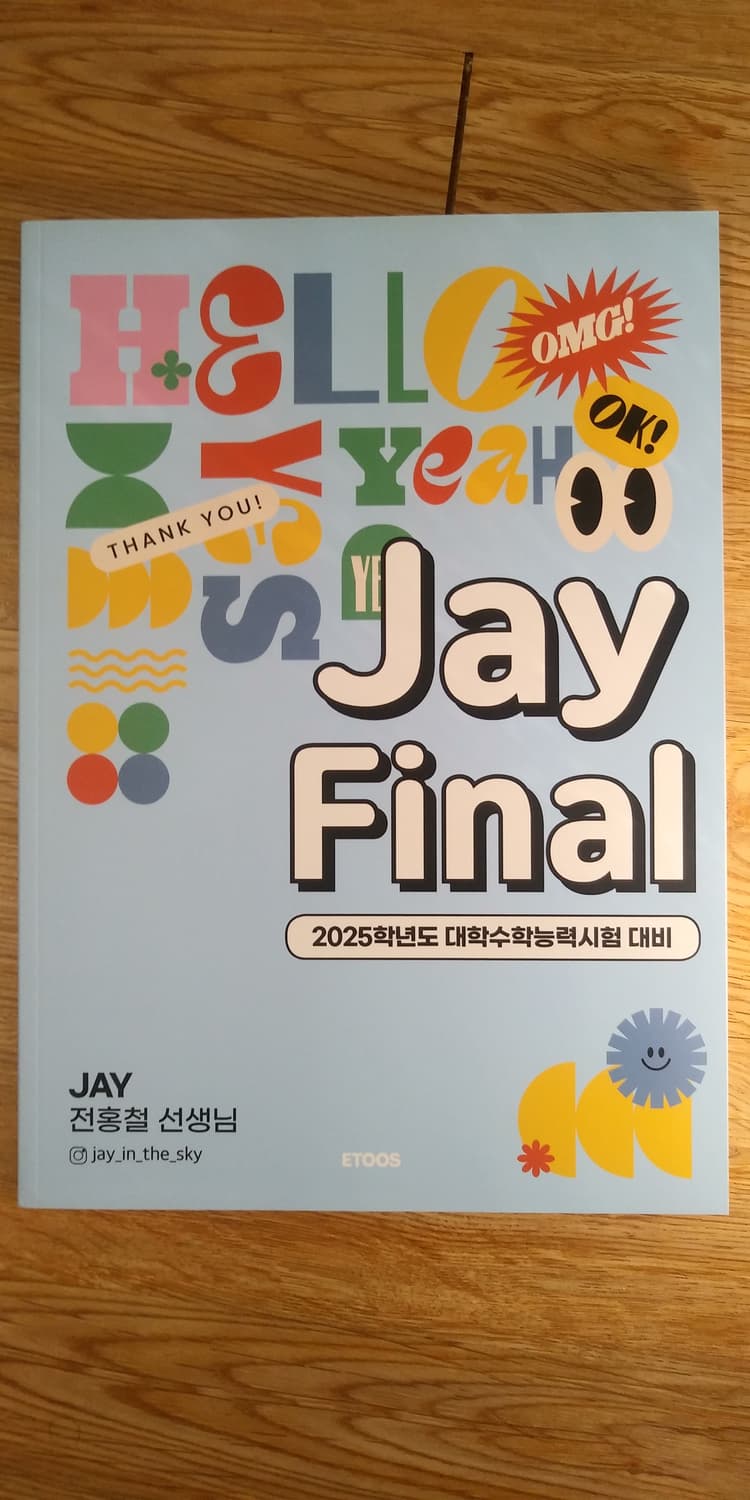 HELLO
OMG!
OK!
YES
YeaH
THANK YOU!
YE
Jay
Final
2025학년도 대학수학능력시험 대비
JAY
전홍철 선생님
jay_in_the_sky
ETOOS